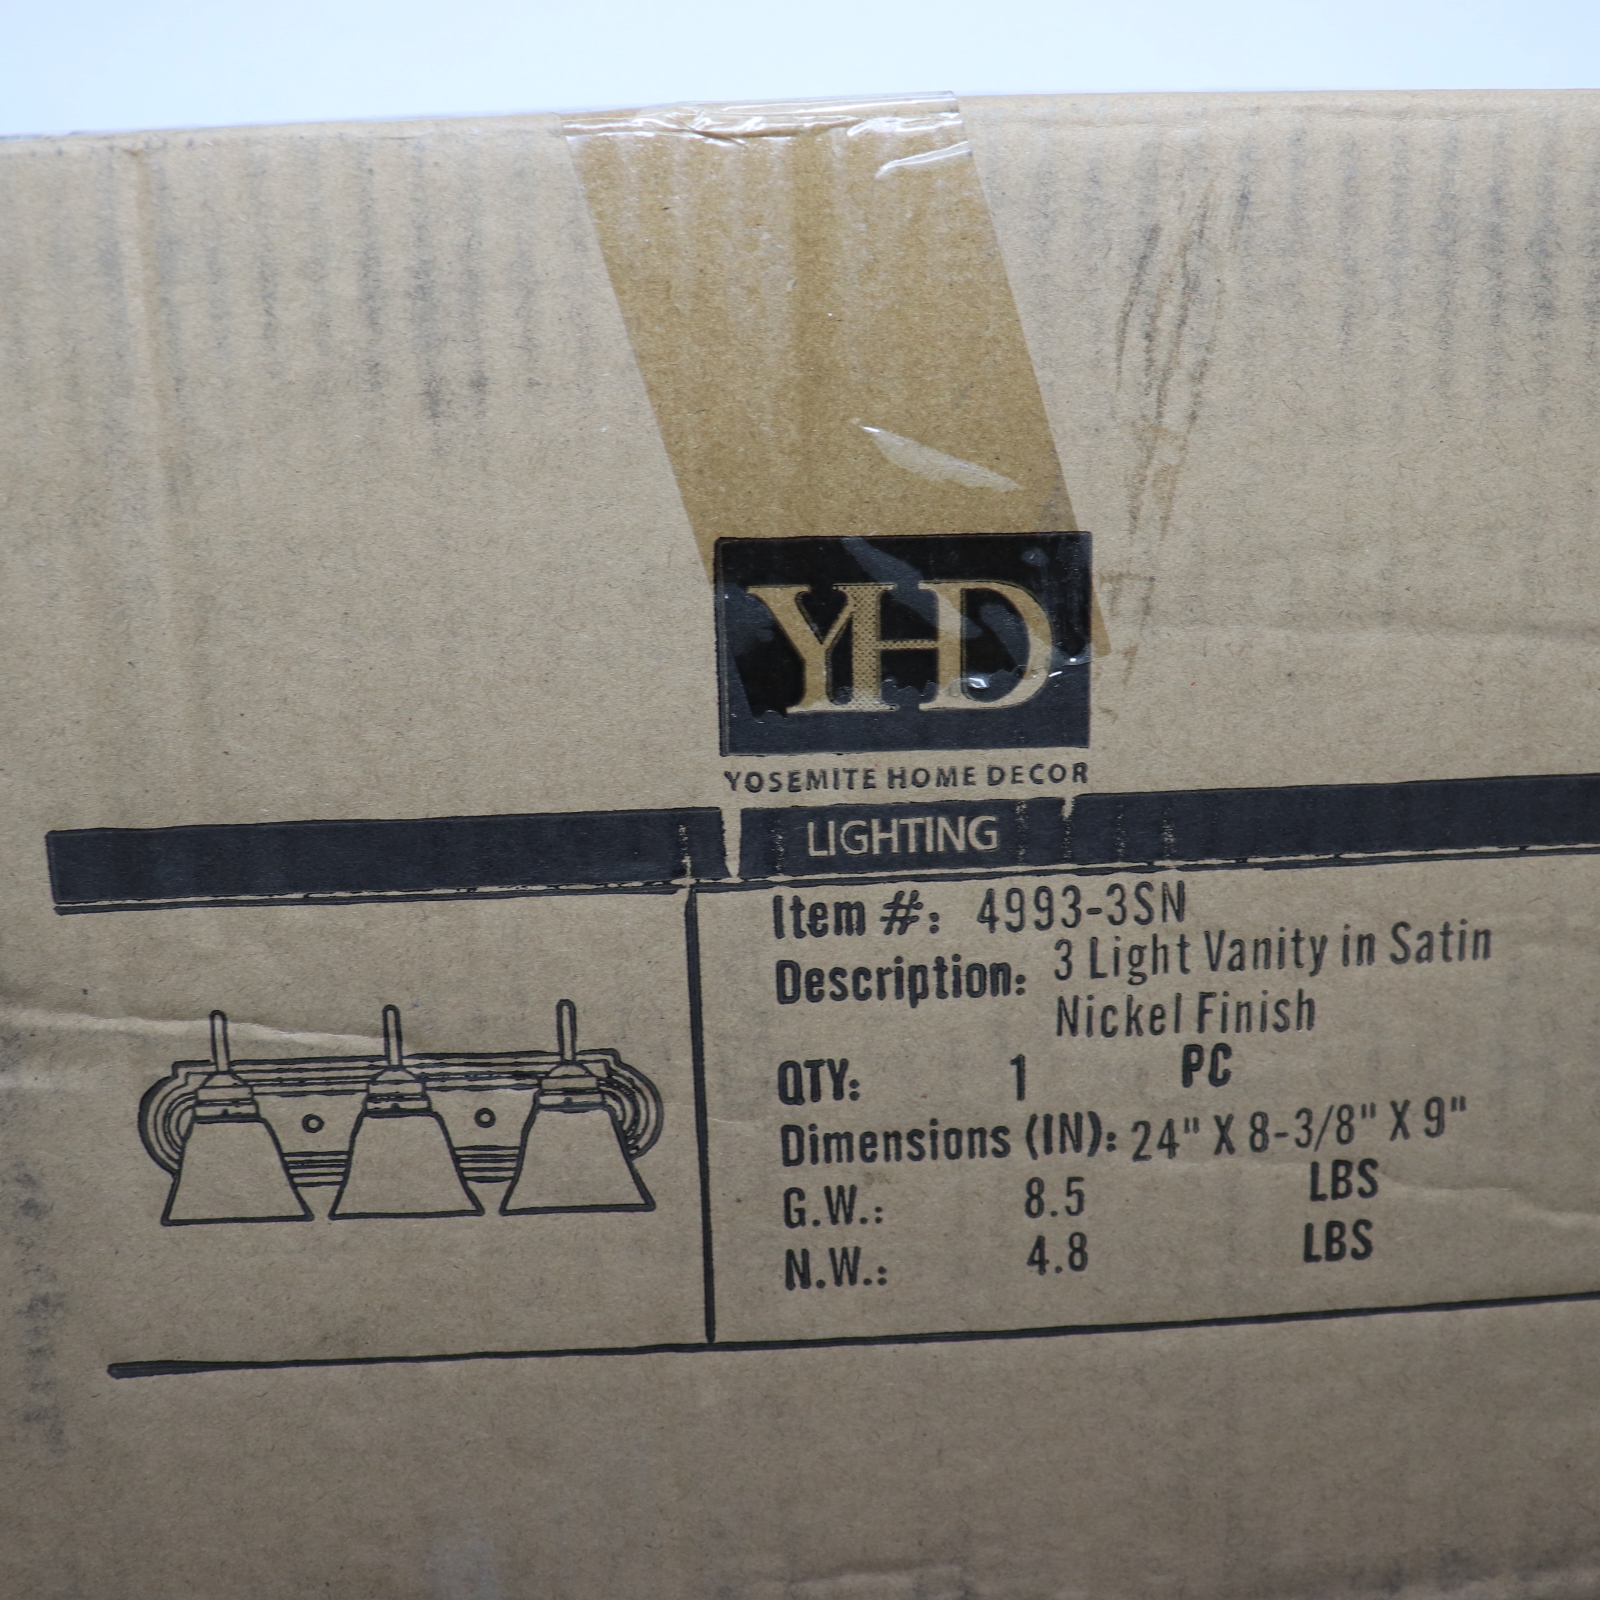 YHD
YOSEMITE HOME DECOR
LIGHTING
Item #: 4993-3SN
Description: 3 Light Vanity in Satin
Nickel Finish
QTY: 1 PC
Dimensions (IN): 24" X 8-3/8" X 9"
G.W.: 8.5 LBS
N.W.: 4.8 LBS